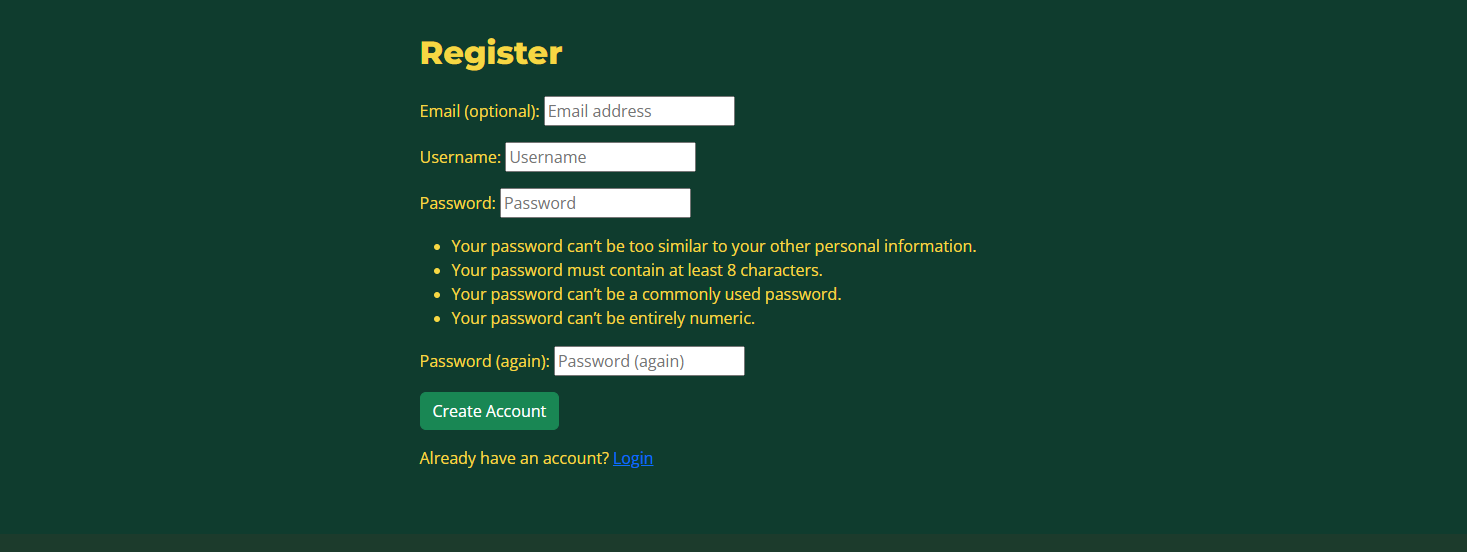 Register
Email (optional): Email address
Username: Username
Password: Password
• Your password can’t be too similar to your other personal information.
• Your password must contain at least 8 characters.
• Your password can’t be a commonly used password.
• Your password can’t be entirely numeric.
Password (again): Password (again)
Create Account
Already have an account? Login